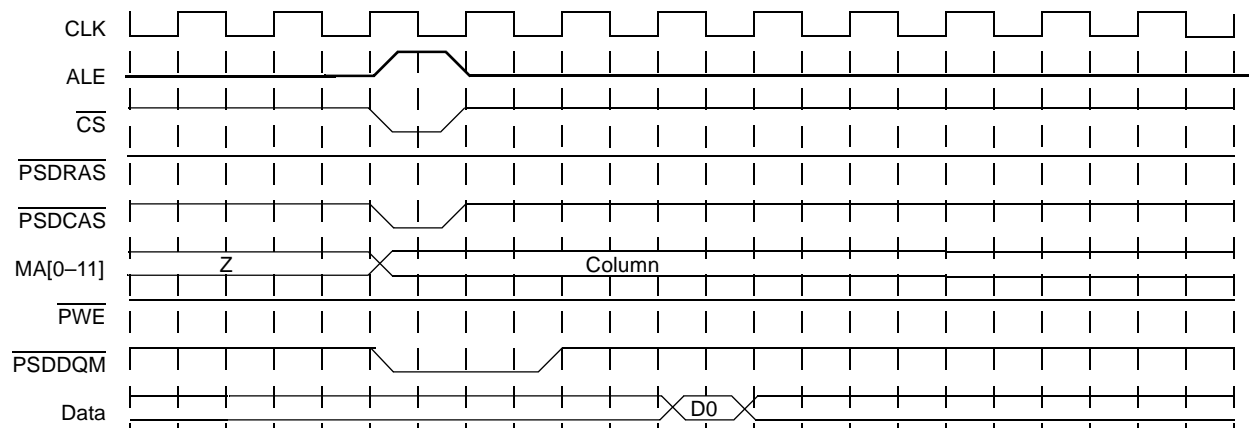 CLK
ALE
CS
PSDRAS
PSDCAS
MA[0–11]
Z
Column
PWE
PSDDQM
Data
D0